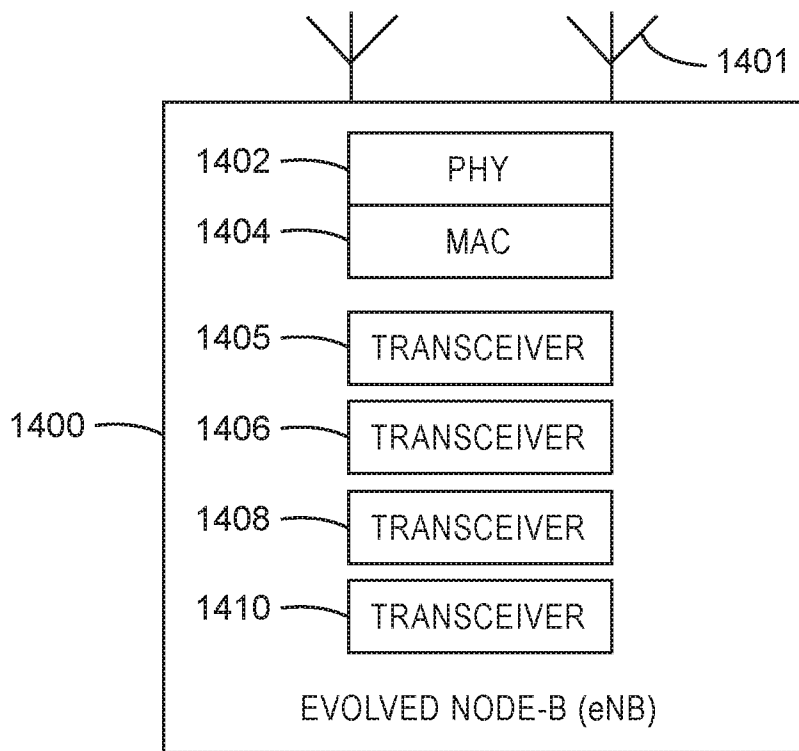 1401
1402
PHY
1404
MAC
1405
TRANSCEIVER
1400
1406
TRANSCEIVER
1408
TRANSCEIVER
1410
TRANSCEIVER
EVOLVED NODE-B (eNB)